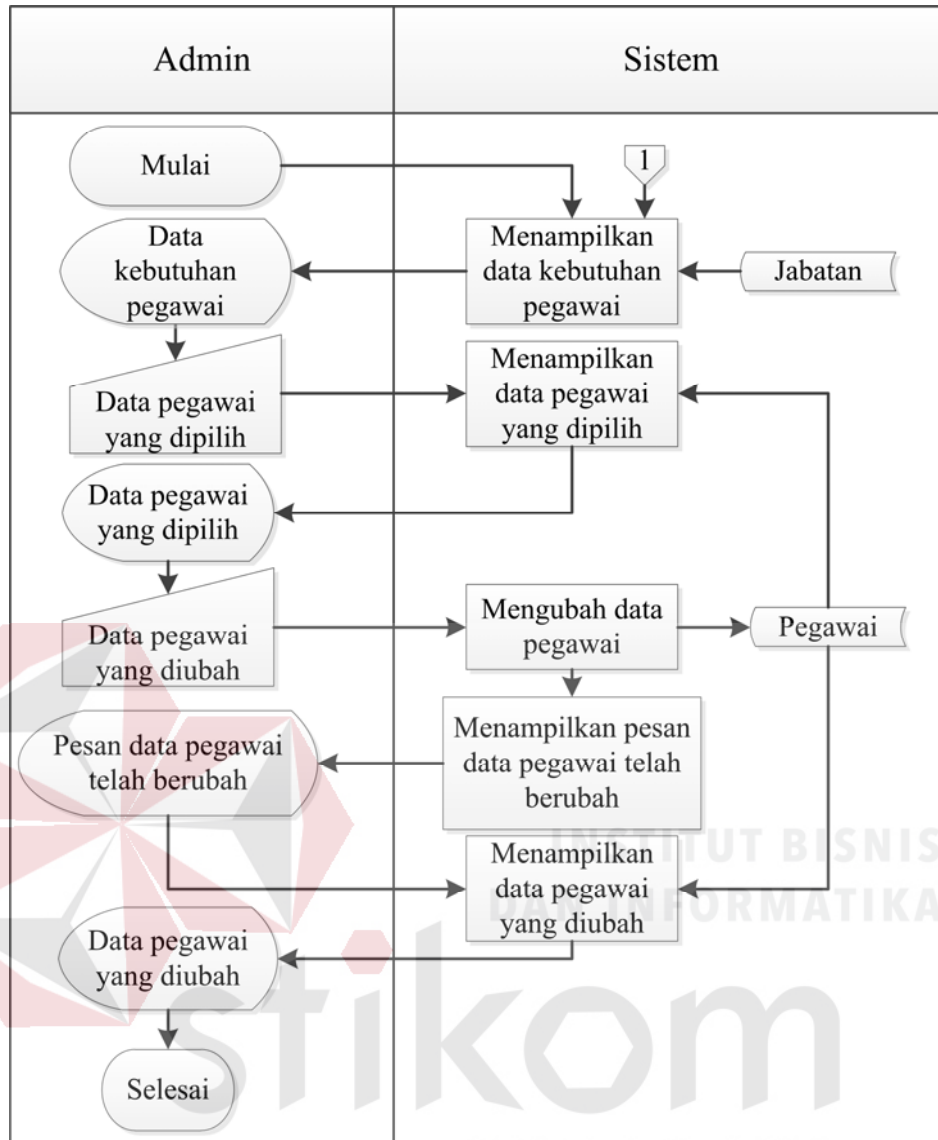 Admin
Sistem
Mulai
1
Data
kebutuhan
pegawai
Menampilkan
data kebutuhan
pegawai
Jabatan
Data pegawai
yang dipilih
Menampilkan
data pegawai
yang dipilih
Data pegawai
yang dipilih
Data pegawai
yang diubah
Mengubah data
pegawai
Pegawai
Pesan data pegawai
telah berubah
Menampilkan pesan
data pegawai telah
berubah
Menampilkan
data pegawai
yang diubah
INSTITUT BISNIS
DAN INFORMATIKA
Data pegawai
yang diubah
stikom
Selesai